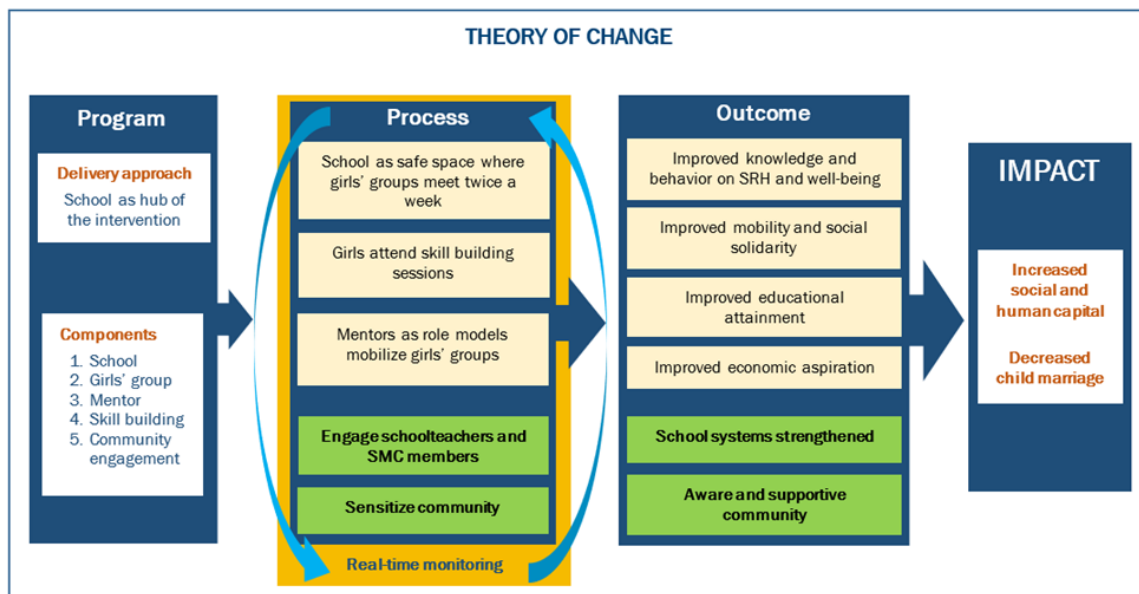 THEORY OF CHANGE
Program
Delivery approach
School as hub of
the intervention
Components
1. School
2. Girls' group
3. Mentor
4. Skill building
5. Community
engagement
Process
School as safe space where
girls' groups meet twice a
week
Girls attend skill building
sessions
Mentors as role models
mobilize girls' groups
Engage schoolteachers and
SMC members
Sensitize community
Real-time monitoring
Outcome
Improved knowledge and
behavior on SRH and well-being
Improved mobility and social
solidarity
Improved educational
attainment
Improved economic aspiration
School systems strengthened
Aware and supportive
community
IMPACT
Increased
social and
human capital
Decreased
child marriage